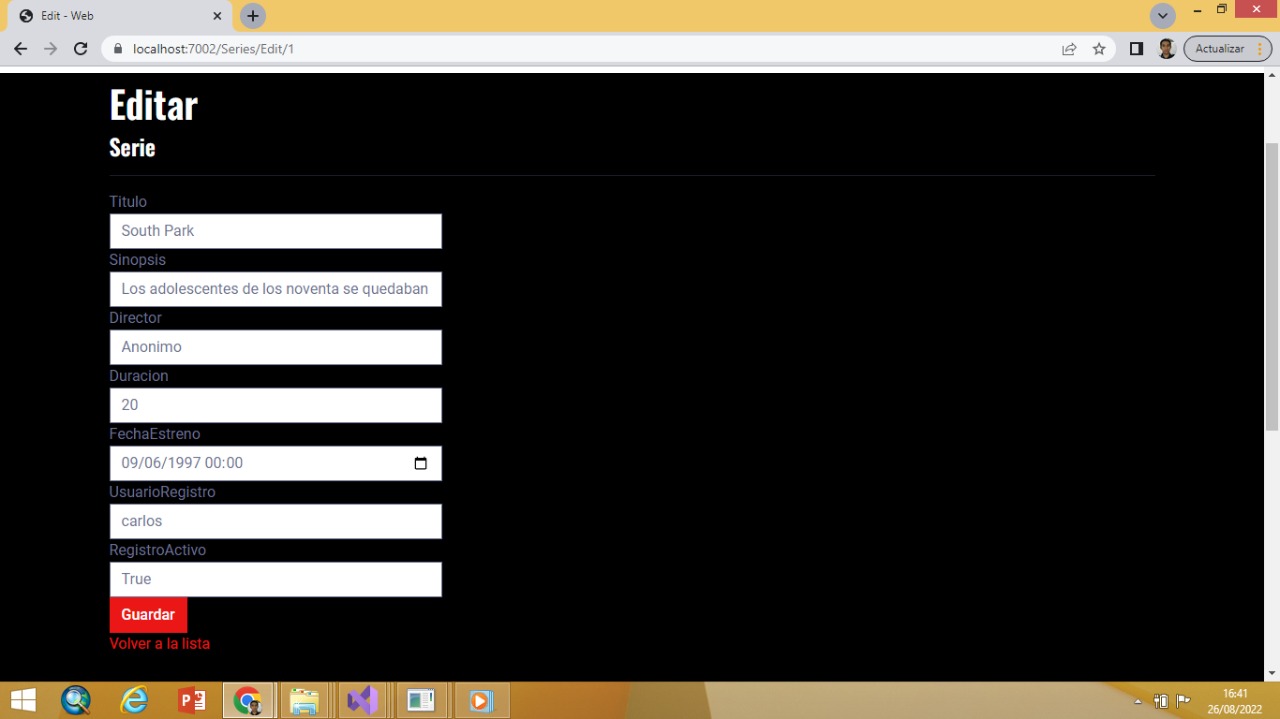 Edit - Web
localhost:7002/Series/Edit/1
Actualizar
Editar
Serie
Titulo
South Park
Sinopsis
Los adolescentes de los noventa se quedaban
Director
Anonimo
Duracion
20
FechaEstreno
09/06/1997 00:00
UsuarioRegistro
carlos
RegistroActivo
True
Guardar
Volver a la lista
16:41
26/08/2022